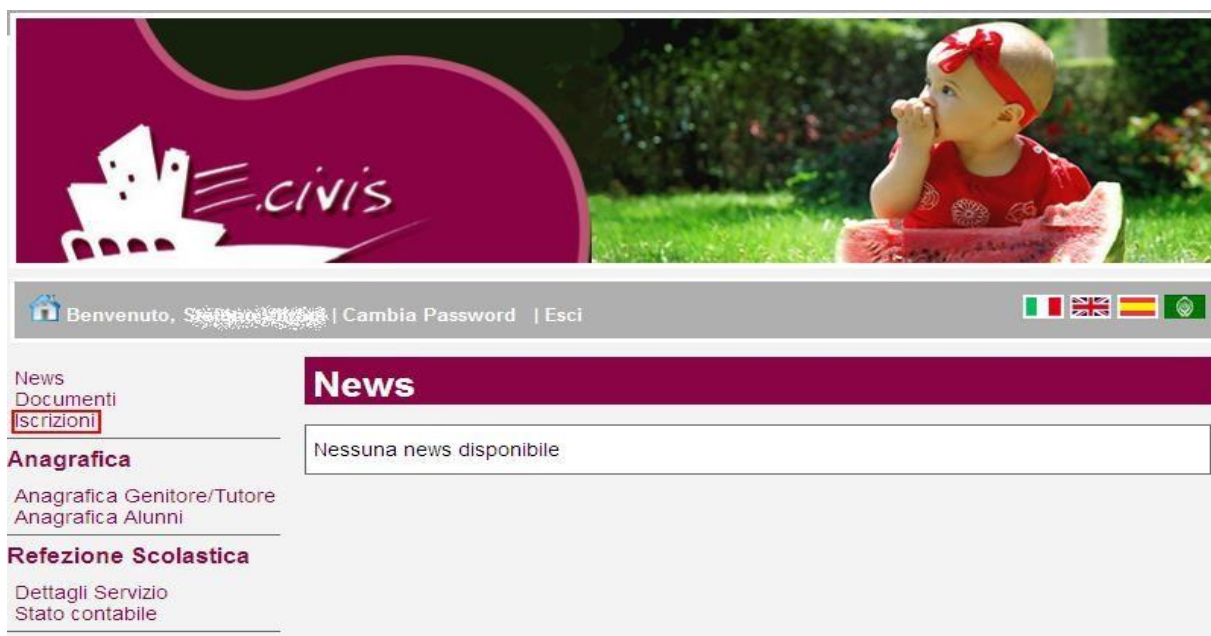 E.civis
Benvenuto, | Cambia Password | Esci
News
Documenti
Iscrizioni
Anagrafica
Anagrafica Genitore/Tutore
Anagrafica Alunni
Refezione Scolastica
Dettagli Servizio
Stato contabile
News
Nessuna news disponibile